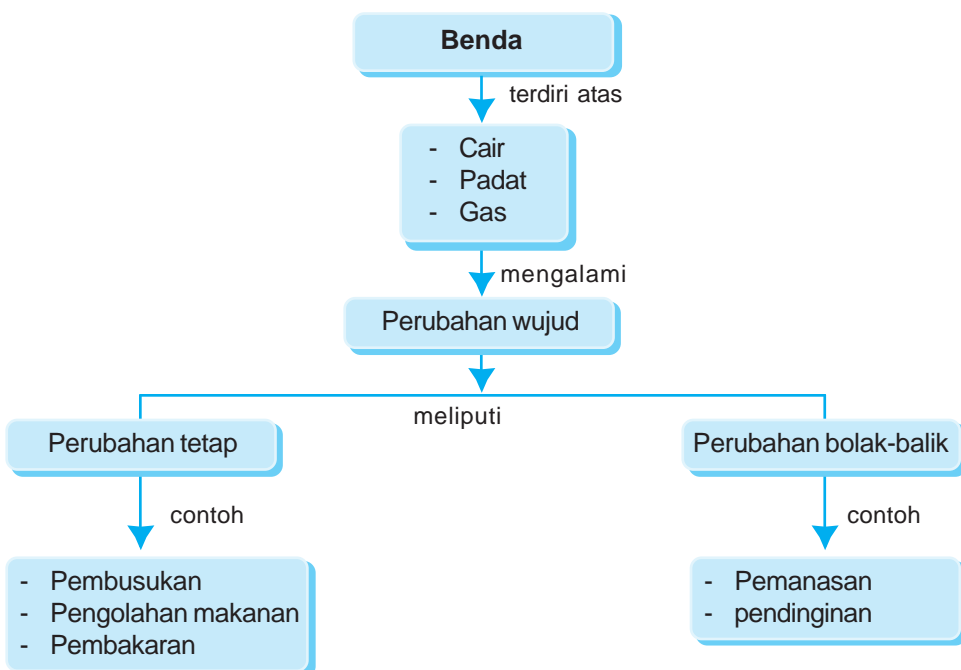 Benda
terdiri atas
- Cair
- Padat
- Gas
mengalami
Perubahan wujud
meliputi
Perubahan tetap
Perubahan bolak-balik
contoh
contoh
- Pembusukan
- Pengolahan makanan
- Pembakaran
- Pemanasan
- pendinginan